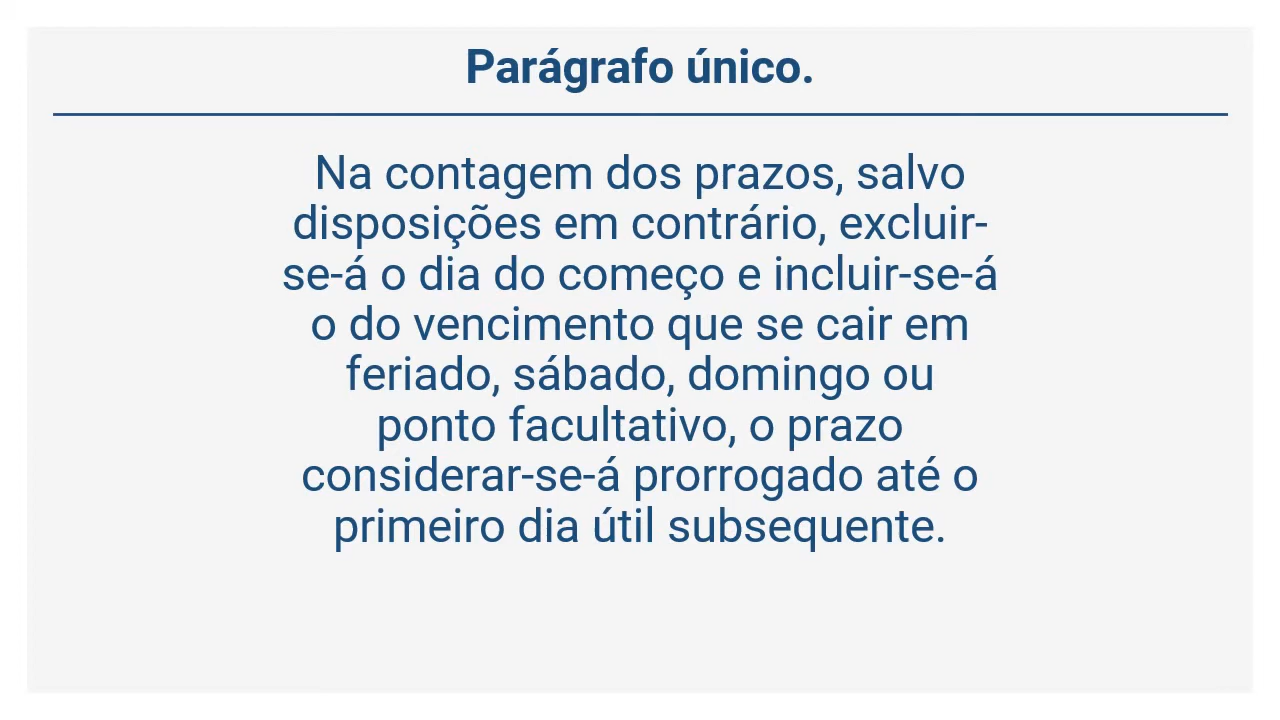 Parágrafo único.
Na contagem dos prazos, salvo
disposições em contrário, excluir-
se-á o dia do começo e incluir-se-á
o do vencimento que se cair em
feriado, sábado, domingo ou
ponto facultativo, o prazo
considerar-se-á prorrogado até o
primeiro dia útil subsequente.